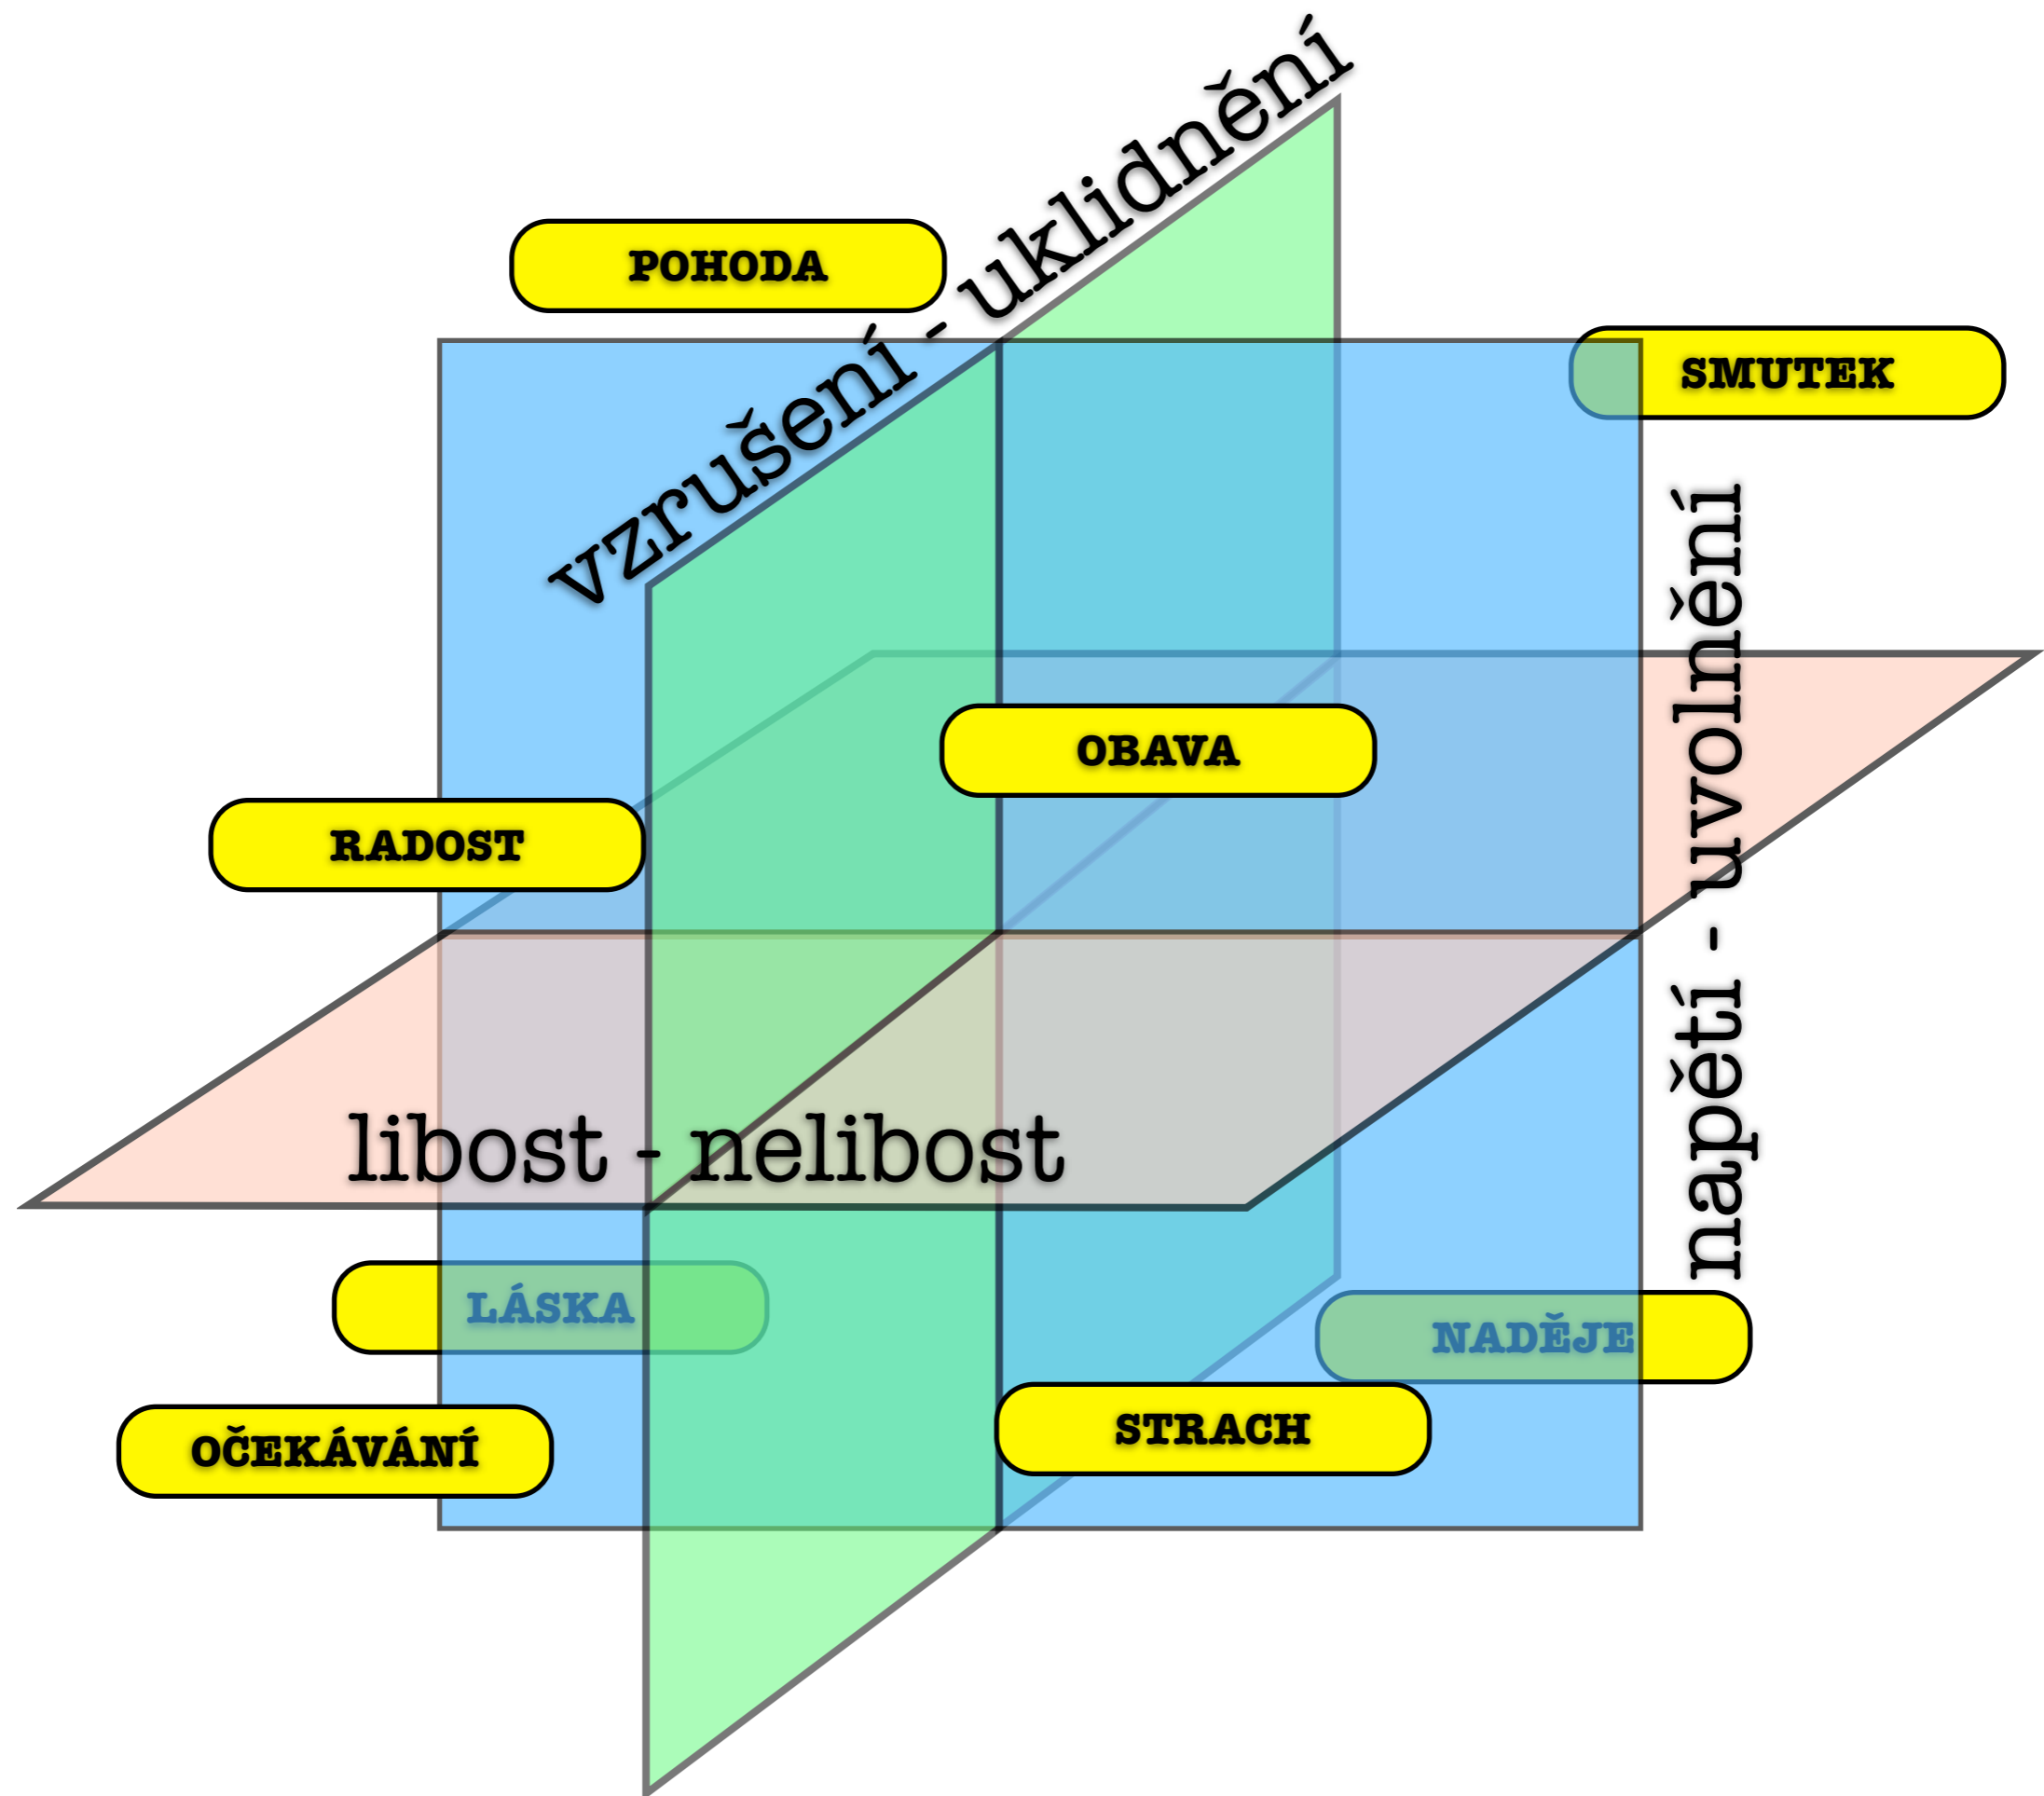 vzrušení - uklidnění
POHODA
SMUTEK
OBAVA
RADOST
napětí - uvolnění
libost - nelibost
LÁSKA
NADĚJE
STRACH
OČEKÁVÁNÍ